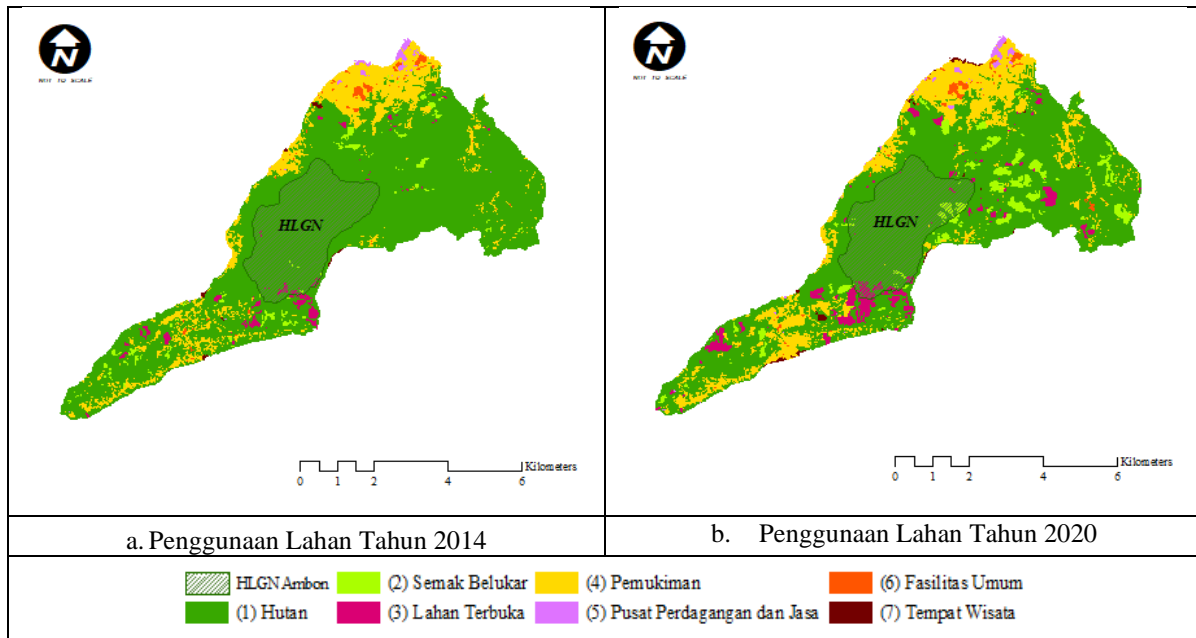 N
NOT TO SCALE
HLGN
Kilometers
0 1 2 4 6
N
NOT TO SCALE
HLGN
Kilometers
0 1 2 4 6
a. Penggunaan Lahan Tahun 2014
b. Penggunaan Lahan Tahun 2020
HLGN Ambon (2) Semak Belukar (4) Pemukiman (6) Fasilitas Umum
(1) Hutan (3) Lahan Terbuka (5) Pusat Perdagangan dan Jasa (7) Tempat Wisata